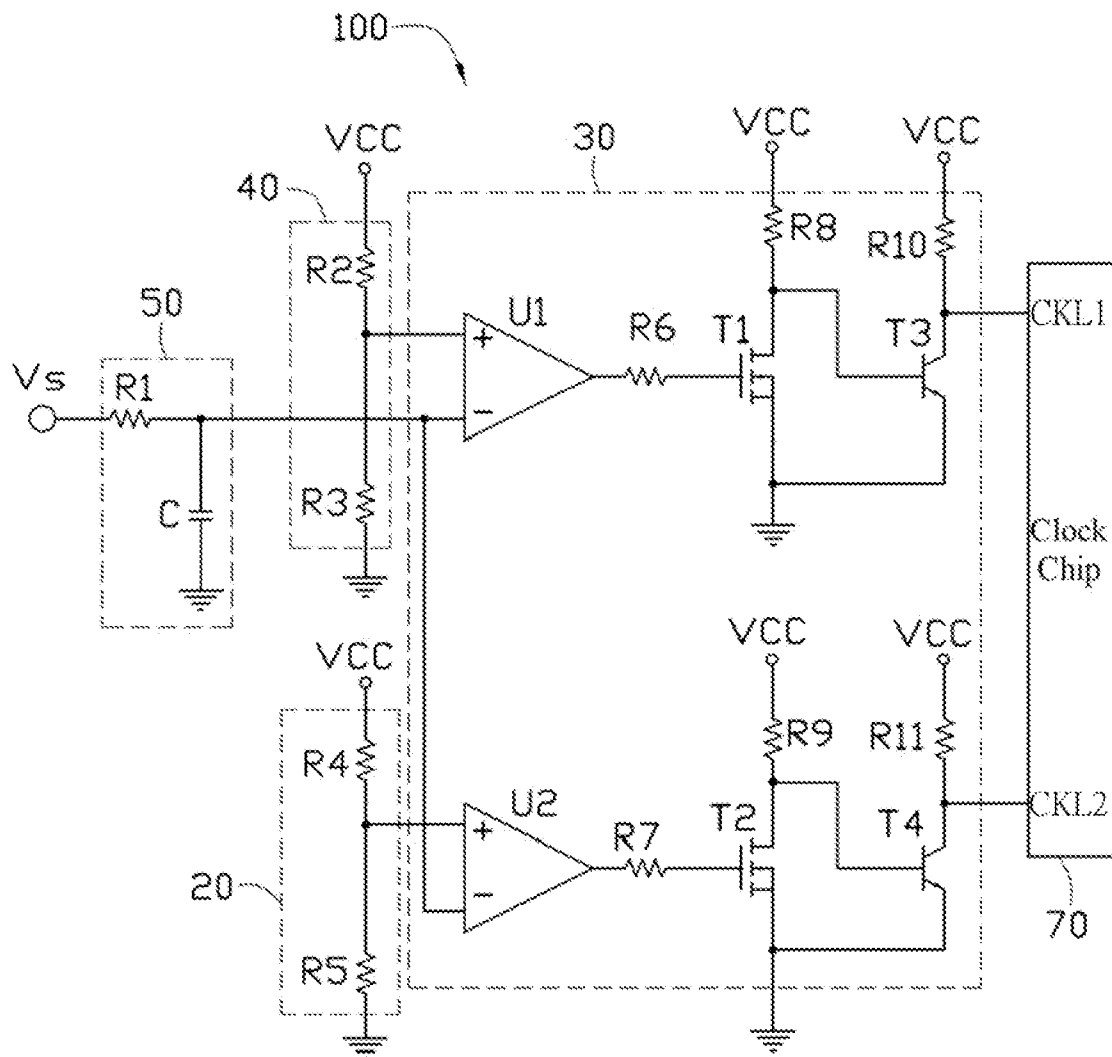 100
VCC
VCC
VCC
30
40
R8
R10
R2
50
U1
CKL1
R6
T1
T3
Vs
R1
R3
C
Clock
Chip
VCC
VCC
VCC
R9
R11
R4
U2
CKL2
R7
T2
T4
20
70
R5